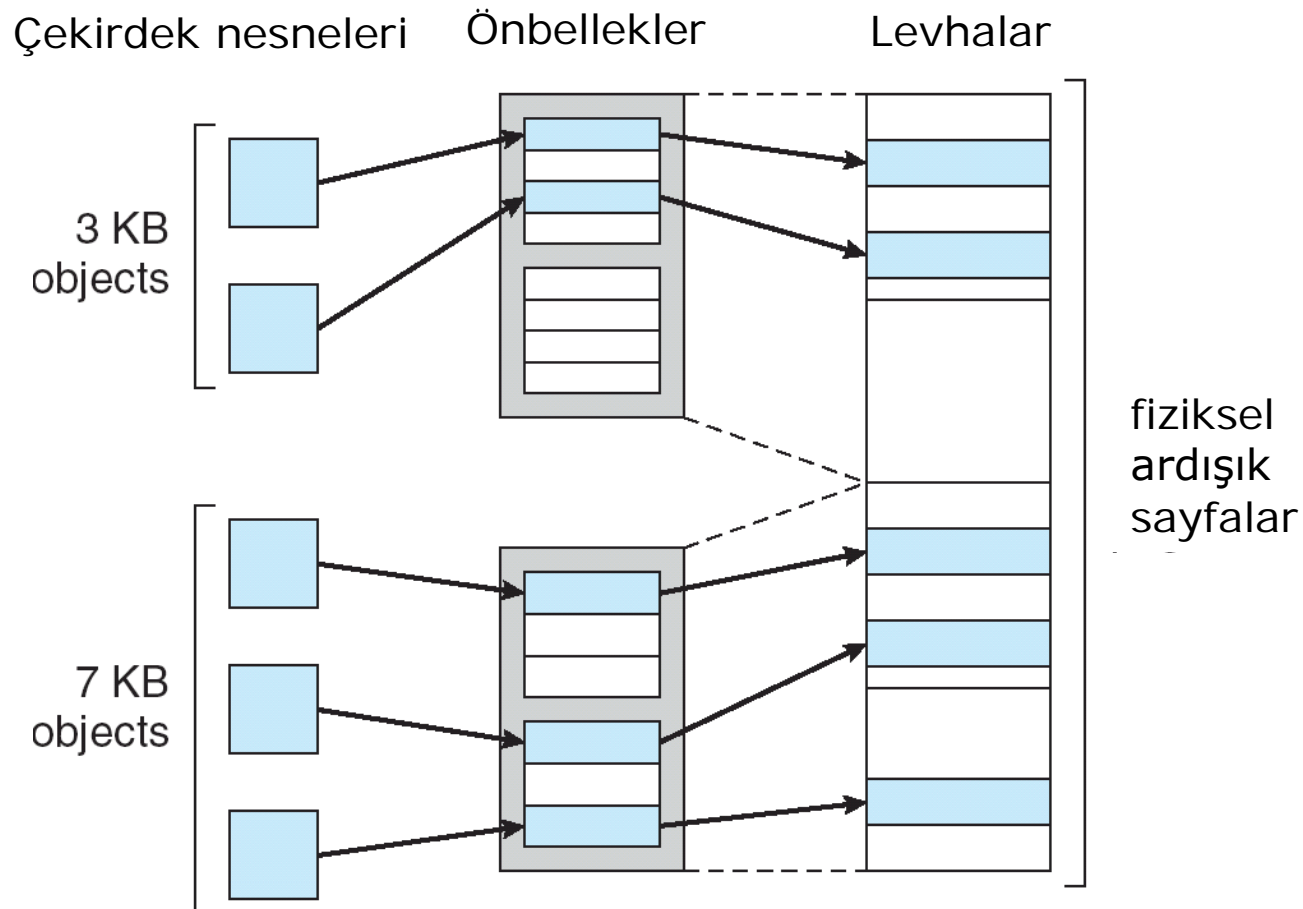 Çekirdek nesneleri
Önbellekler
Levhalar
3 KB
objects
7 KB
objects
fiziksel
ardışık
sayfalar